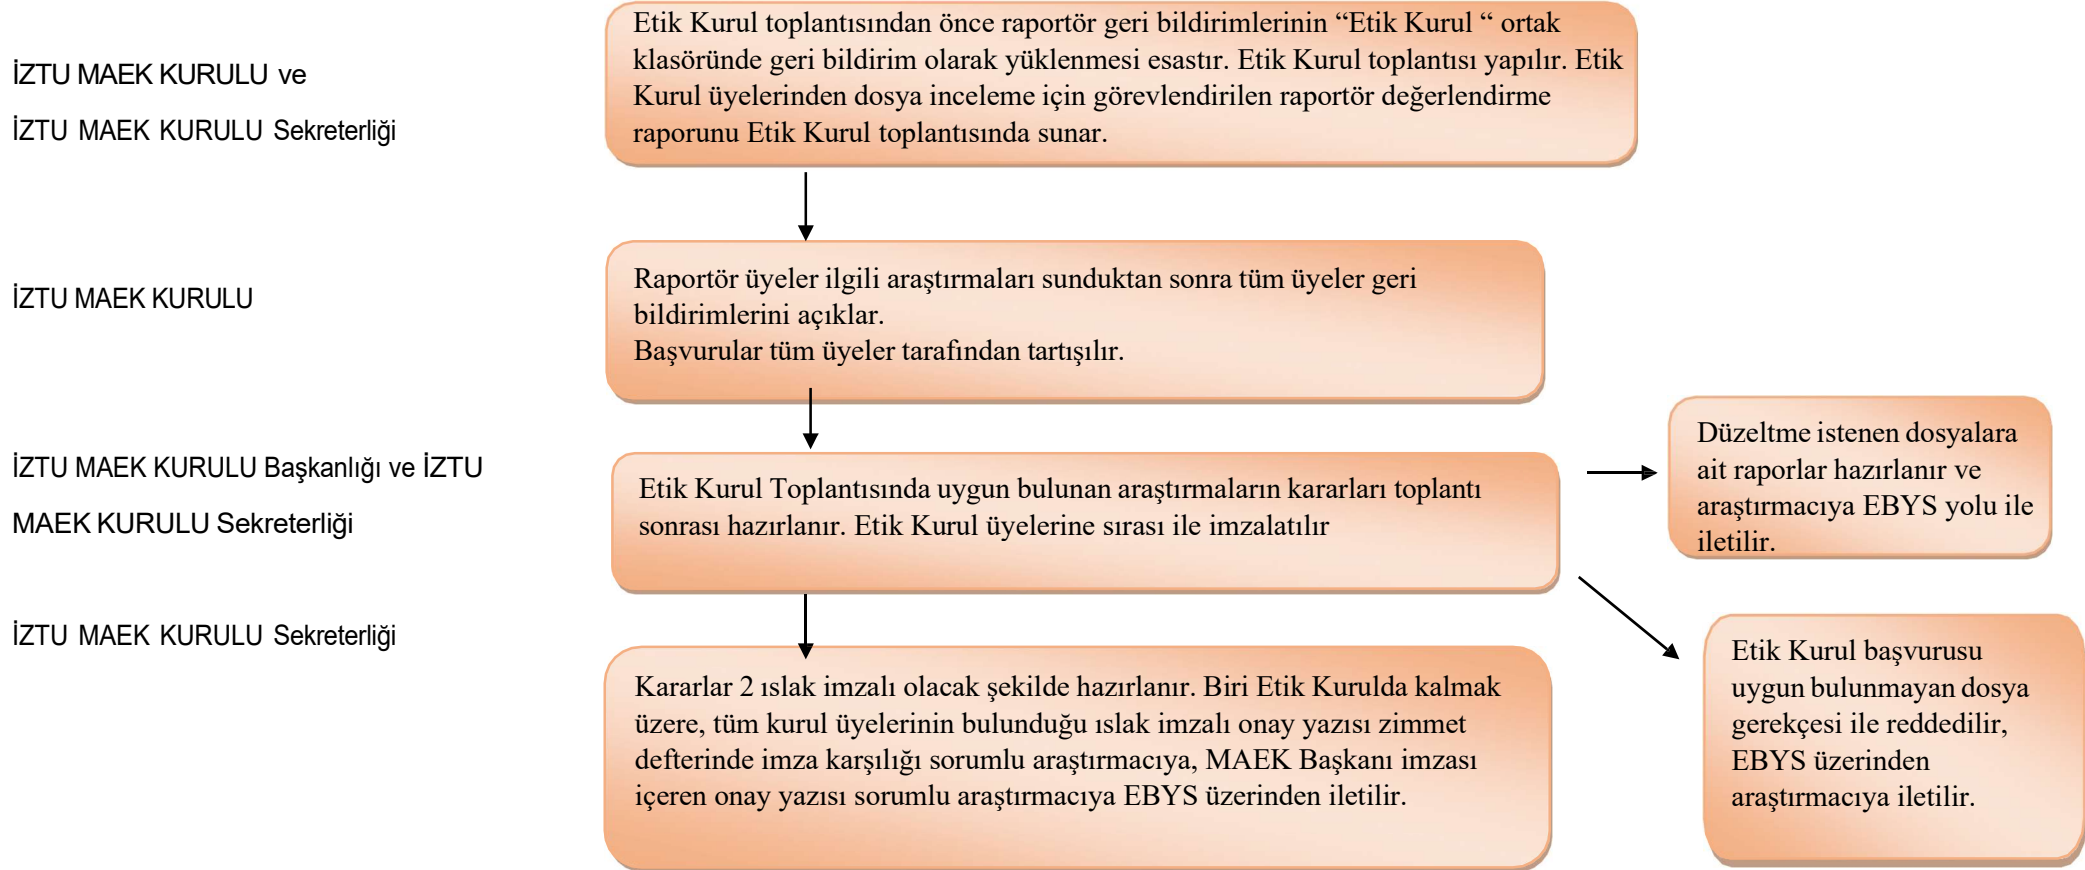 İZTU MAEK KURULU ve
İZTU MAEK KURULU Sekreterliği
Etik Kurul toplantısından önce raportör geri bildirimlerinin “Etik Kurul “ ortak
klasöründe geri bildirim olarak yüklenmesi esastır. Etik Kurul toplantısı yapılır. Etik
Kurul üyelerinden dosya inceleme için görevlendirilen raportör değerlendirme
raporunu Etik Kurul toplantısında sunar.
İZTU MAEK KURULU
Raportör üyeler ilgili araştırmaları sunduktan sonra tüm üyeler geri
bildirimlerini açıklar.
Başvurular tüm üyeler tarafından tartışılır.
İZTU MAEK KURULU Başkanlığı ve İZTU
MAEK KURULU Sekreterliği
Etik Kurul Toplantısında uygun bulunan araştırmaların kararları toplantı
sonrası hazırlanır. Etik Kurul üyelerine sırası ile imzalatılır
Düzeltme istenen dosyalara
ait raporlar hazırlanır ve
araştırmacıya EBYS yolu ile
iletilir.
İZTU MAEK KURULU Sekreterliği
Kararlar 2 ıslak imzalı olacak şekilde hazırlanır. Biri Etik Kurulda kalmak
üzere, tüm kurul üyelerinin bulunduğu ıslak imzalı onay yazısı zimmet
defterinde imza karşılığı sorumlu araştırmacıya, MAEK Başkanı imzası
içeren onay yazısı sorumlu araştırmacıya EBYS üzerinden iletilir.
Etik Kurul başvurusu
uygun bulunmayan dosya
gerekçesi ile reddedilir,
EBYS üzerinden
araştırmacıya iletilir.